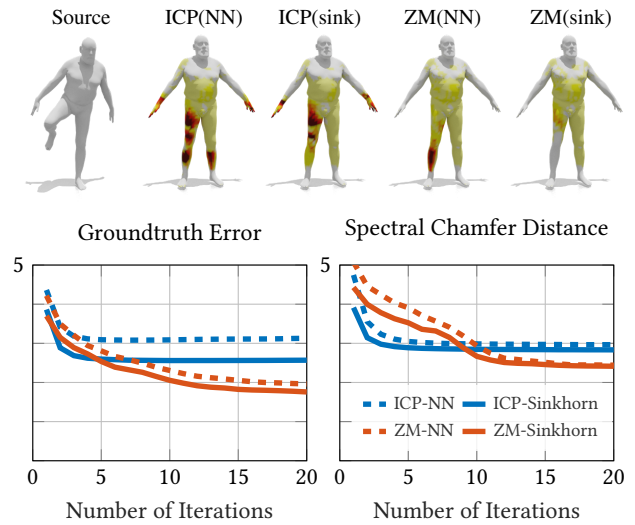 Source ICP(NN) ICP(sink) ZM(NN) ZM(sink)
Groundtruth Error Spectral Chamfer Distance
5 5
ICP-NN ICP-Sinkhorn
ZM-NN ZM-Sinkhorn
0 5 10 15 20 0 5 10 15 20
Number of Iterations Number of Iterations